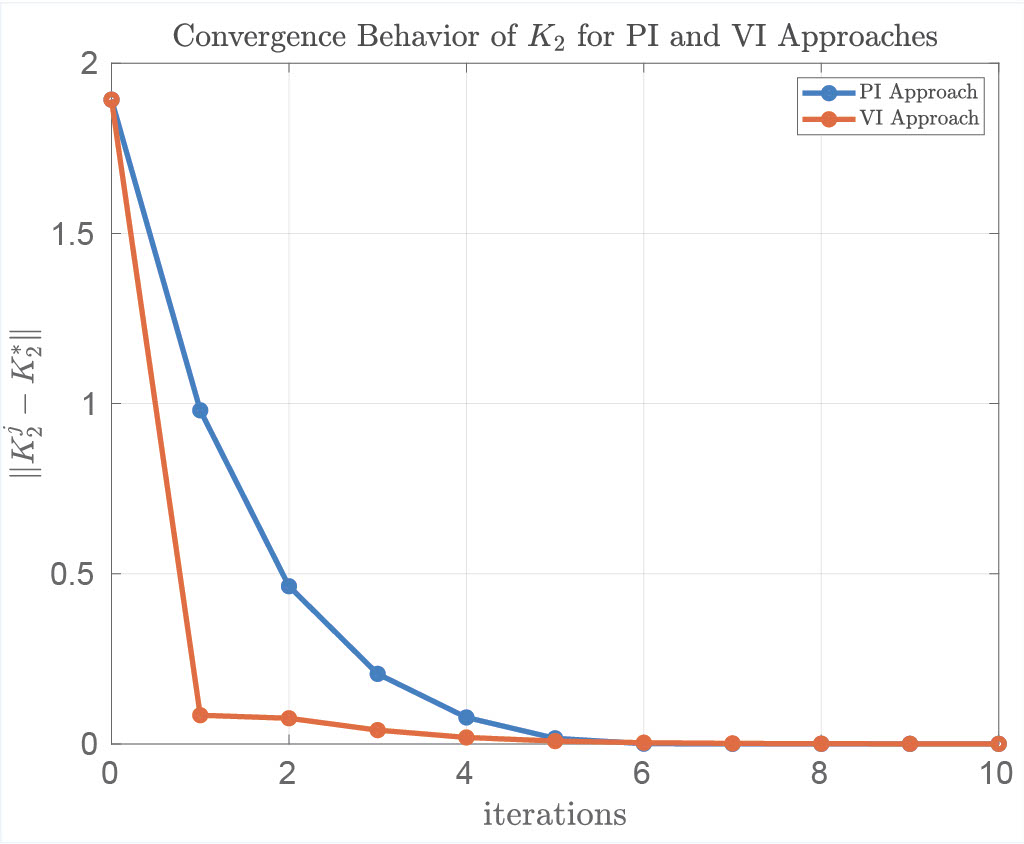 Convergence Behavior of K₂ for PI and VI Approaches
PI Approach
VI Approach
‖K₂ʲ − K₂*‖
2
1.5
1
0.5
0
0 2 4 6 8 10
iterations